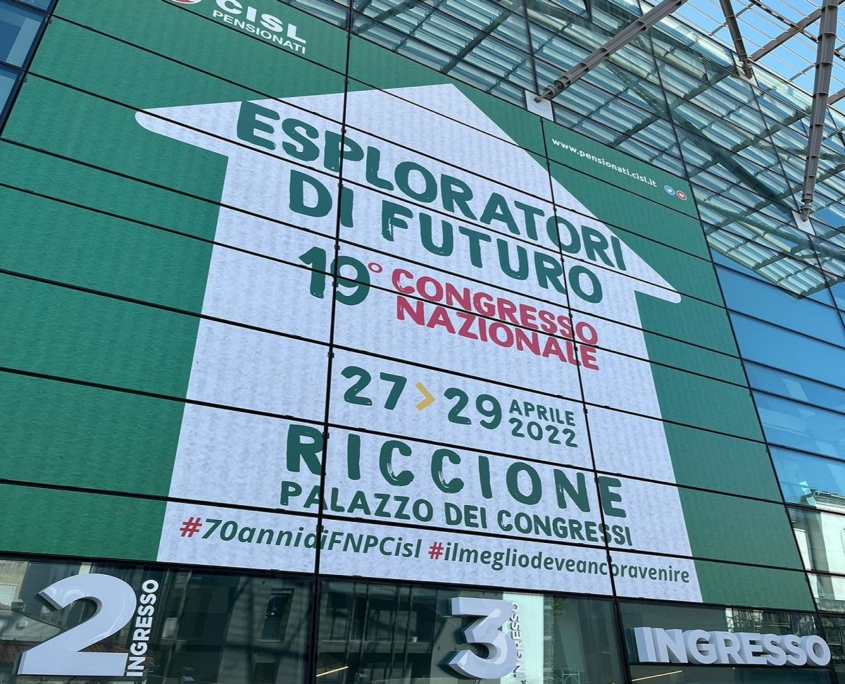 CISL
PENSIONATI
www.pensionati.cisl.it
ESPLORATORI
DI FUTURO
19° CONGRESSO
NAZIONALE
27 > 29 APRILE
2022
RICCIONE
PALAZZO DEI CONGRESSI
#70annidiFNPCisl #ilmegliodeveancoravenire
2 INGRESSO
3 INGRESSO
INGRESSO